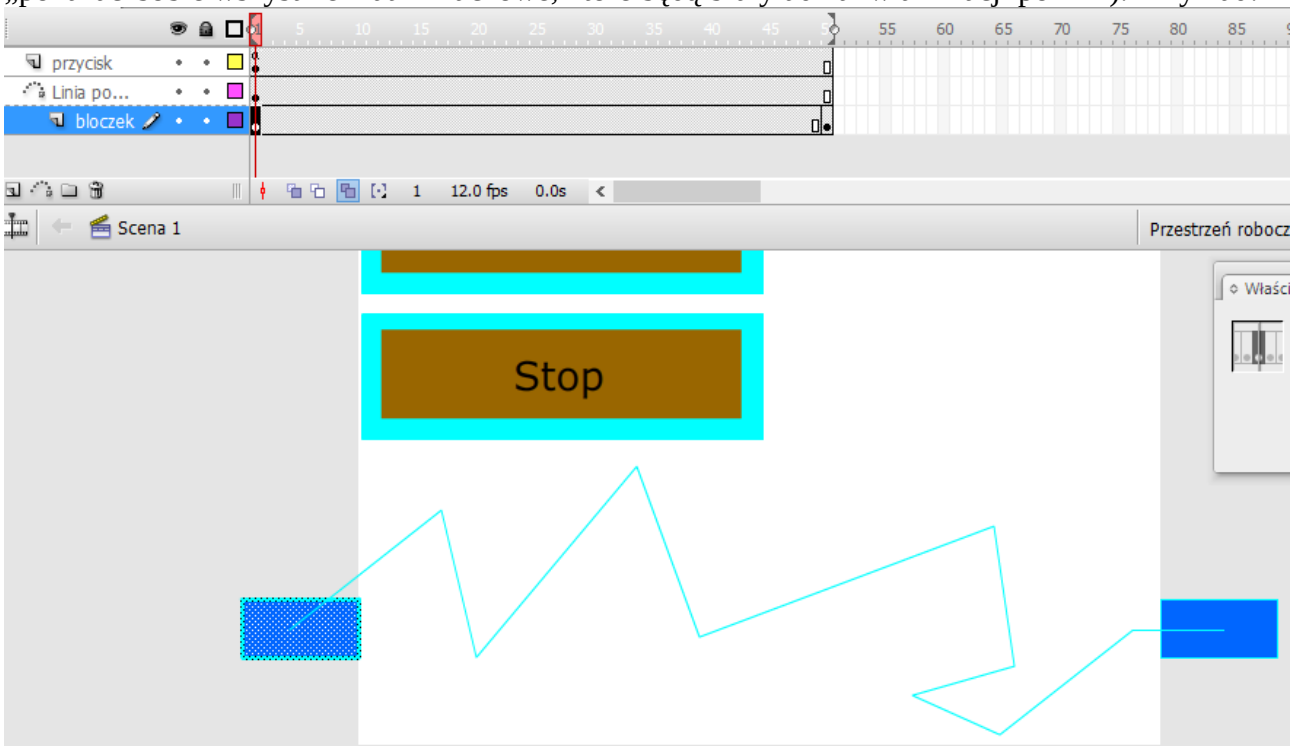 5 10 15 20 25 30 35 40 45 55 60 65 70 75 80 85
przycisk
Linia po...
bloczek
1 12.0 fps 0.0s
Scena 1
Przestrzeń robocz
Właści
Stop